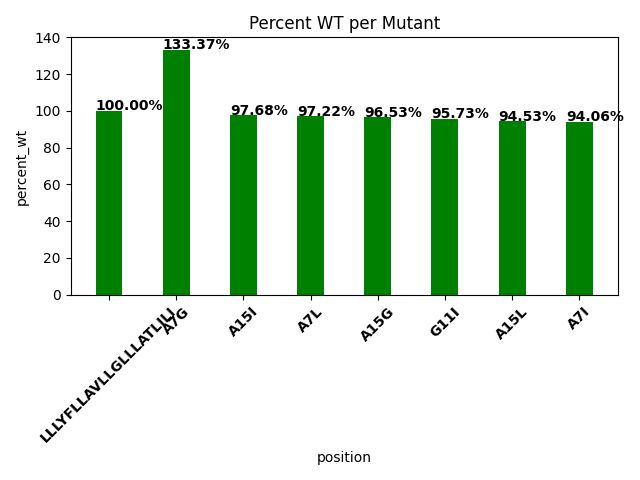 Percent WT per Mutant
percent_wt
140
120
100
80
60
40
20
0
100.00%
133.37%
97.68%
97.22%
96.53%
95.73%
94.53%
94.06%
LLLYFLLAVLLGLLLATLILI
A7G
A15I
A7L
A15G
G11I
A15L
A7I
position